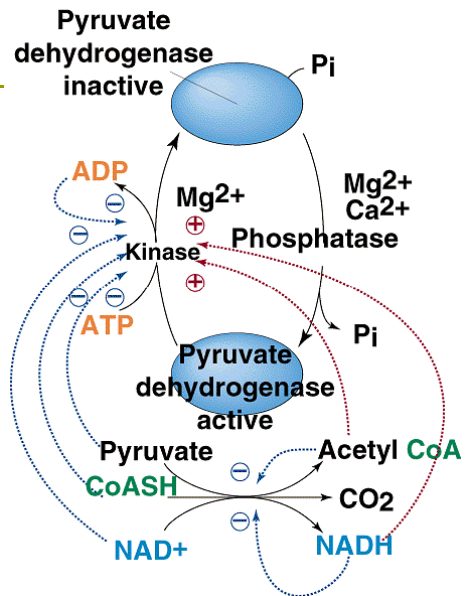 Pyruvate
dehydrogenase
inactive
Pi
ADP
Mg2+
Mg2+
Ca2+
Kinase
Phosphatase
ATP
Pi
Pyruvate
dehydrogenase
active
Pyruvate
Acetyl CoA
CoASH
CO2
NAD+
NADH